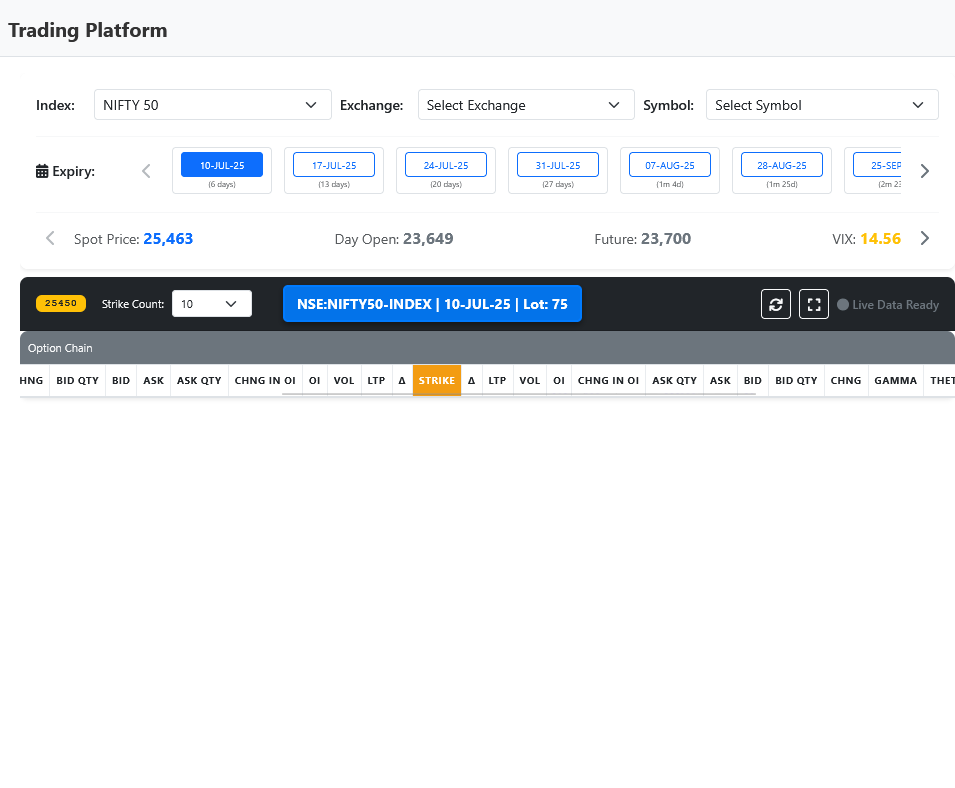 Trading Platform
Index: NIFTY 50 Exchange: Select Exchange Symbol: Select Symbol
Expiry: 10-JUL-25 17-JUL-25 24-JUL-25 31-JUL-25 07-AUG-25 28-AUG-25 25-SEP
(6 days) (13 days) (20 days) (27 days) (1m 4d) (1m 25d) (2m 23
Spot Price: 25,463 Day Open: 23,649 Future: 23,700 VIX: 14.56
25450 Strike Count: 10 NSE:NIFTY50-INDEX | 10-JUL-25 | Lot: 75 Live Data Ready
Option Chain
HNG BID QTY BID ASK ASK QTY CHNG IN OI OI VOL LTP Δ STRIKE Δ LTP VOL OI CHNG IN OI ASK QTY ASK BID BID QTY CHNG GAMMA THET